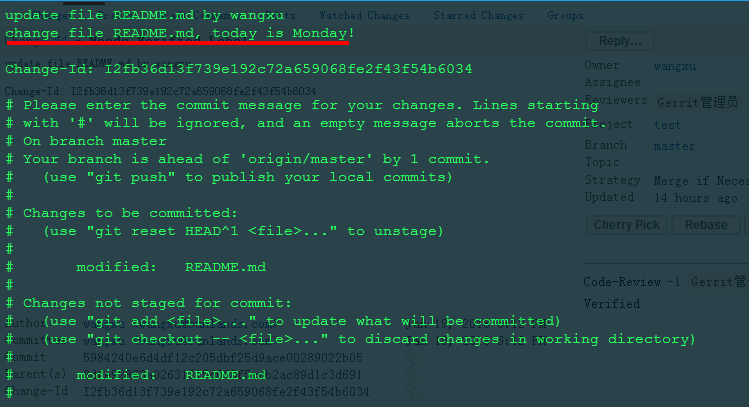 update file README.md by wangxu
change file README.md, today is Monday!
Change-Id: I2fb36d13f739e192c72a659068fe2f43f54b6034
# Please enter the commit message for your changes. Lines starting
# with '#' will be ignored, and an empty message aborts the commit.
# On branch master
# Your branch is ahead of 'origin/master' by 1 commit.
#   (use "git push" to publish your local commits)
#
# Changes to be committed:
#   (use "git reset HEAD^1 <file>..." to unstage)
#
#       modified:   README.md
#
# Changes not staged for commit:
#   (use "git add <file>..." to update what will be committed)
#   (use "git checkout -- <file>..." to discard changes in working directory)
#
#       modified:   README.md
#
Watched Changes
Starred Changes
Groups
Reply...
Owner wangxu
Assignee
Reviewers Gerrit管理员
Project test
Branch master
Topic
Strategy Merge if Neces
Updated 14 hours ago
Cherry Pick
Rebase
Code-Review -1 Gerrit管
Verified
Change-Id: I2fb36d13f739e192c72a659068fe2f43f54b6034
Author
Commit 5984240e6d4df12c205dbf25d9ace00289022b05
Parent(s)
Change-Id I2fb36d13f739e192c72a659068fe2f43f54b6034